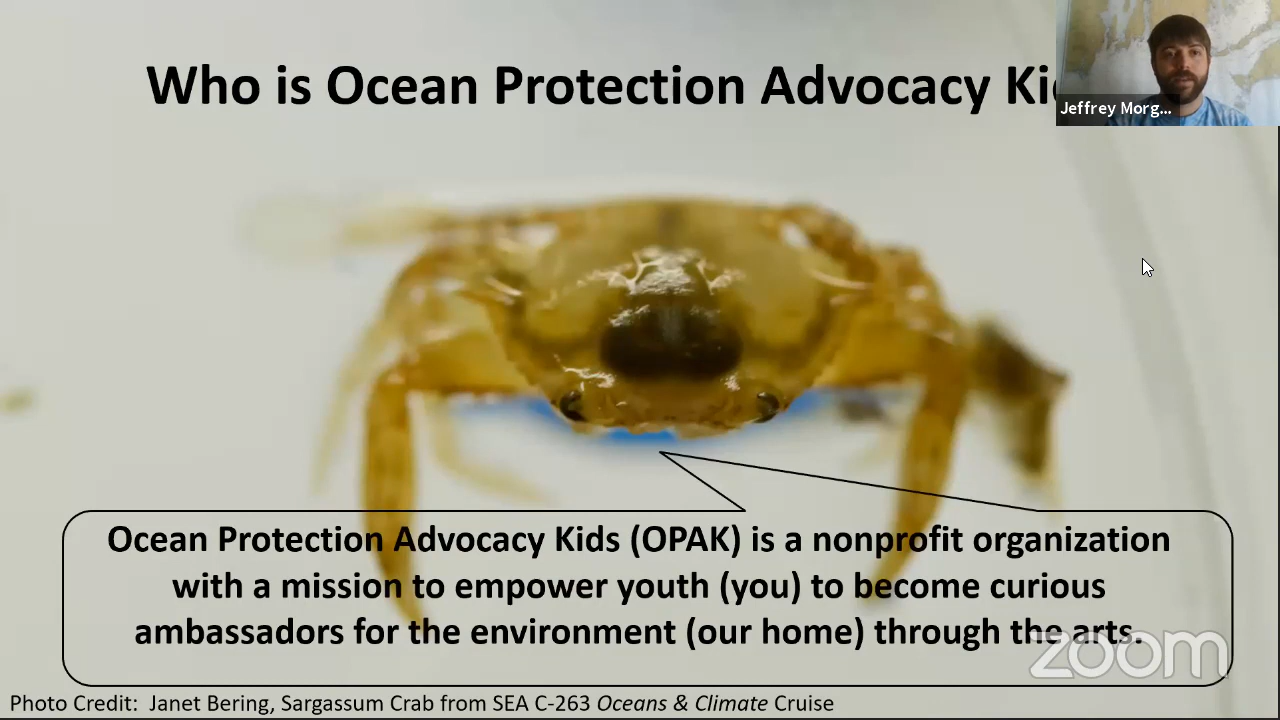 Who is Ocean Protection Advocacy
Jeffrey Morg...
Ocean Protection Advocacy Kids (OPAK) is a nonprofit organization
with a mission to empower youth (you) to become curious
ambassadors for the environment (our home) through the arts.
zoom
Photo Credit: Janet Bering, Sargassum Crab from SEA C-263 Oceans & Climate Cruise